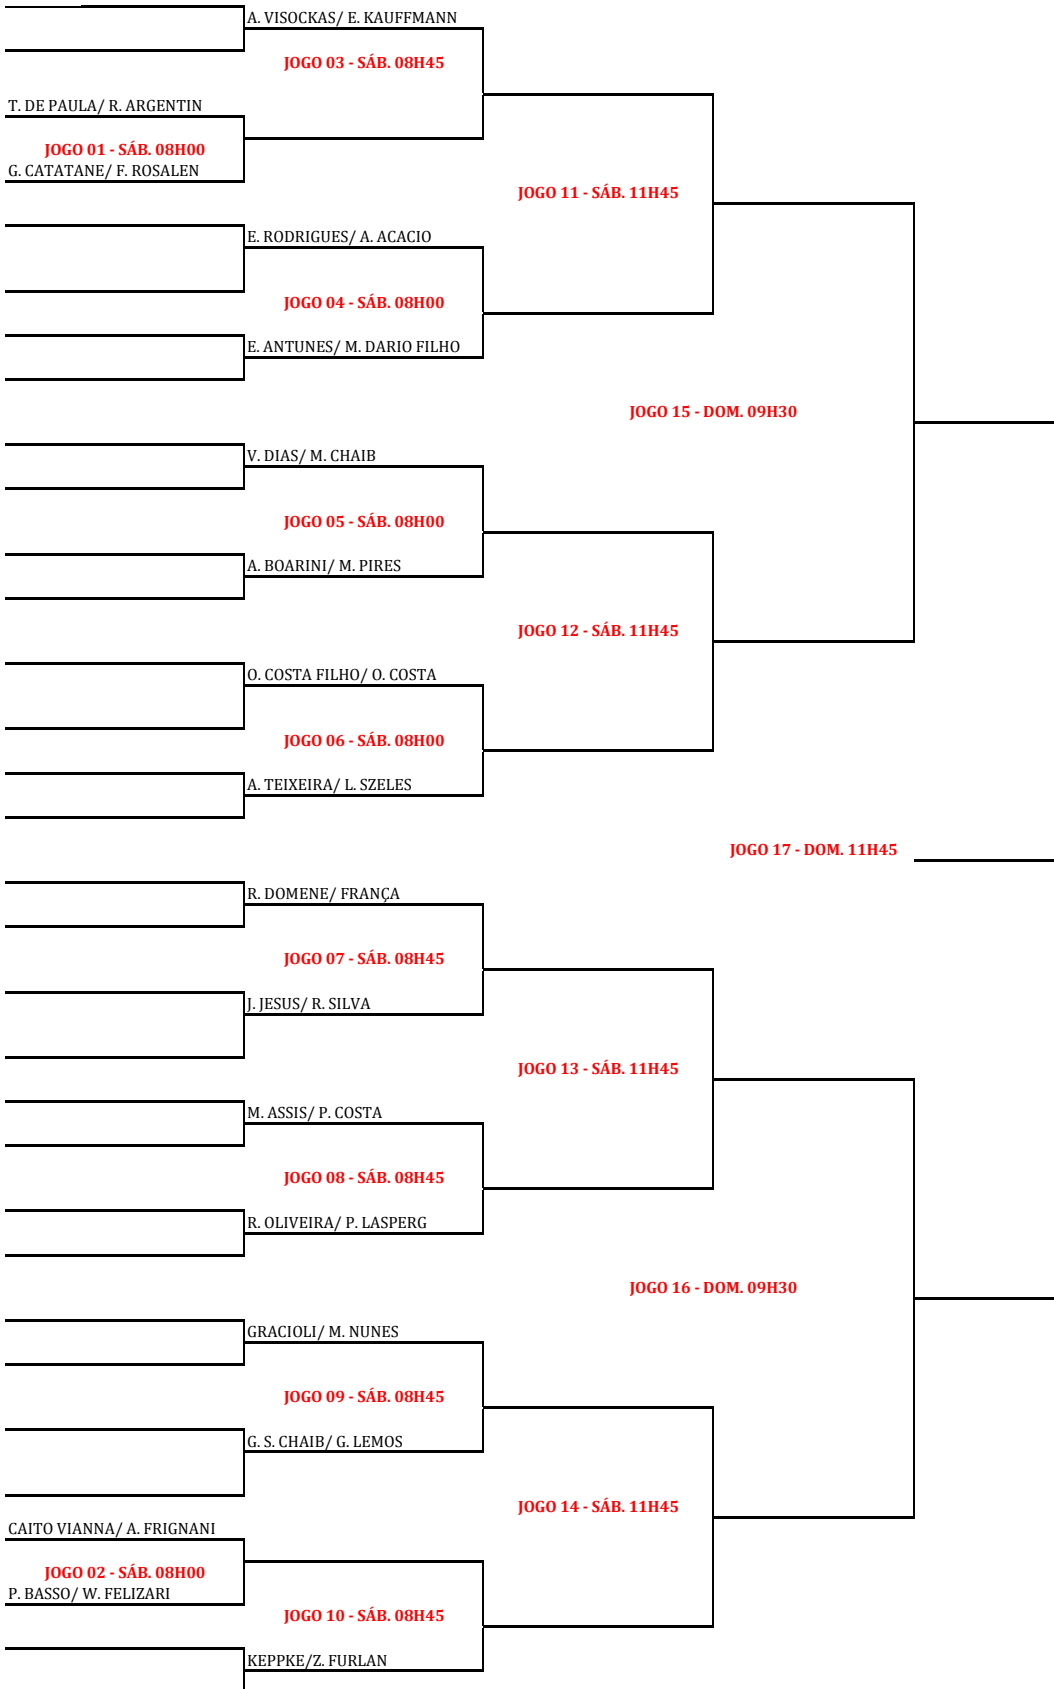 A. VISOCKAS/ E. KAUFFMANN
JOGO 03 - SÁB. 08H45
T. DE PAULA/ R. ARGENTIN
JOGO 01 - SÁB. 08H00
G. CATATANE/ F. ROSALEN
JOGO 11 - SÁB. 11H45
E. RODRIGUES/ A. ACACIO
JOGO 04 - SÁB. 08H00
E. ANTUNES/ M. DARIO FILHO
JOGO 15 - DOM. 09H30
V. DIAS/ M. CHAIB
JOGO 05 - SÁB. 08H00
A. BOARINI/ M. PIRES
JOGO 12 - SÁB. 11H45
O. COSTA FILHO/ O. COSTA
JOGO 06 - SÁB. 08H00
A. TEIXEIRA/ L. SZELES
JOGO 17 - DOM. 11H45
R. DOMENE/ FRANÇA
JOGO 07 - SÁB. 08H45
J. JESUS/ R. SILVA
JOGO 13 - SÁB. 11H45
M. ASSIS/ P. COSTA
JOGO 08 - SÁB. 08H45
R. OLIVEIRA/ P. LASPERG
JOGO 16 - DOM. 09H30
GRACIOLI/ M. NUNES
JOGO 09 - SÁB. 08H45
G. S. CHAIB/ G. LEMOS
JOGO 14 - SÁB. 11H45
CAITO VIANNA/ A. FRIGNANI
JOGO 02 - SÁB. 08H00
P. BASSO/ W. FELIZARI
JOGO 10 - SÁB. 08H45
KEPPKE/Z. FURLAN